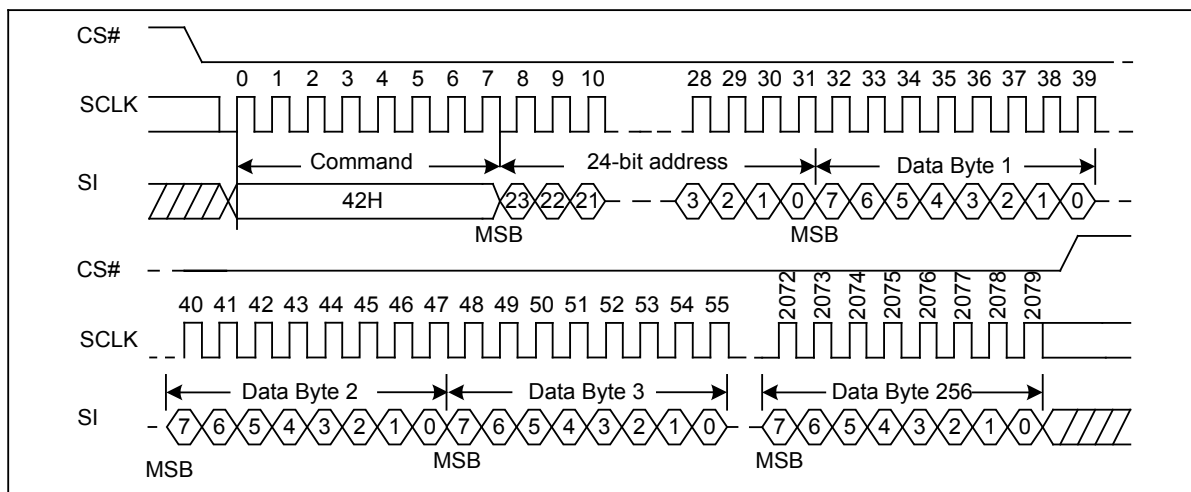 CS#
0 1 2 3 4 5 6 7 8 9 10 28 29 30 31 32 33 34 35 36 37 38 39
SCLK
Command 24-bit address Data Byte 1
SI
42H 23 22 21 3 2 1 0 7 6 5 4 3 2 1 0
MSB MSB
CS#
40 41 42 43 44 45 46 47 48 49 50 51 52 53 54 55 2072 2073 2074 2075 2076 2077 2078 2079
SCLK
Data Byte 2 Data Byte 3 Data Byte 256
SI
7 6 5 4 3 2 1 0 7 6 5 4 3 2 1 0 7 6 5 4 3 2 1 0
MSB MSB MSB